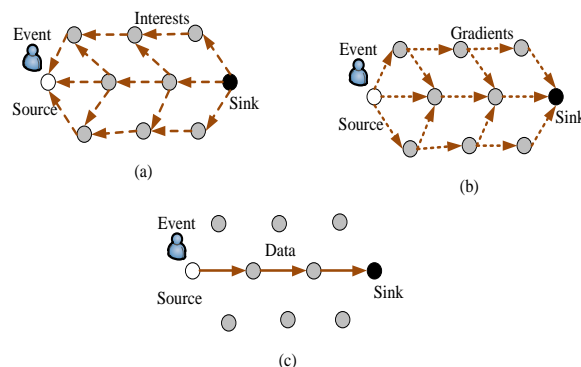 Interests
Event
Source
Sink
(a)
Gradients
Event
Source
Sink
(b)
Event
Data
Source
Sink
(c)